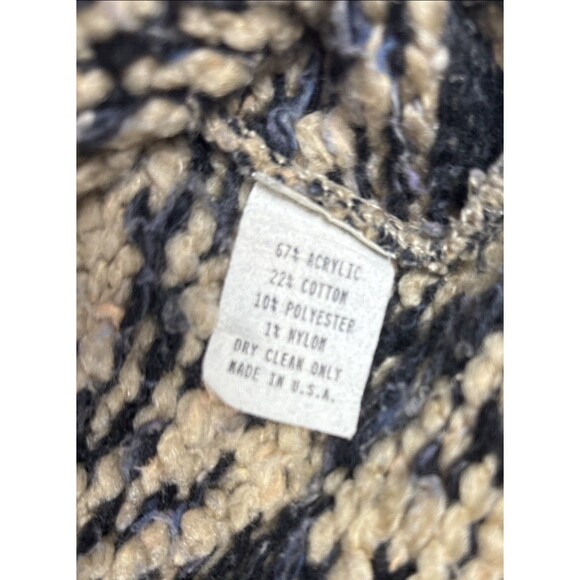 67% ACRYLIC
22% COTTON
10% POLYESTER
1% NYLON
DRY CLEAN ONLY
MADE IN U.S.A.